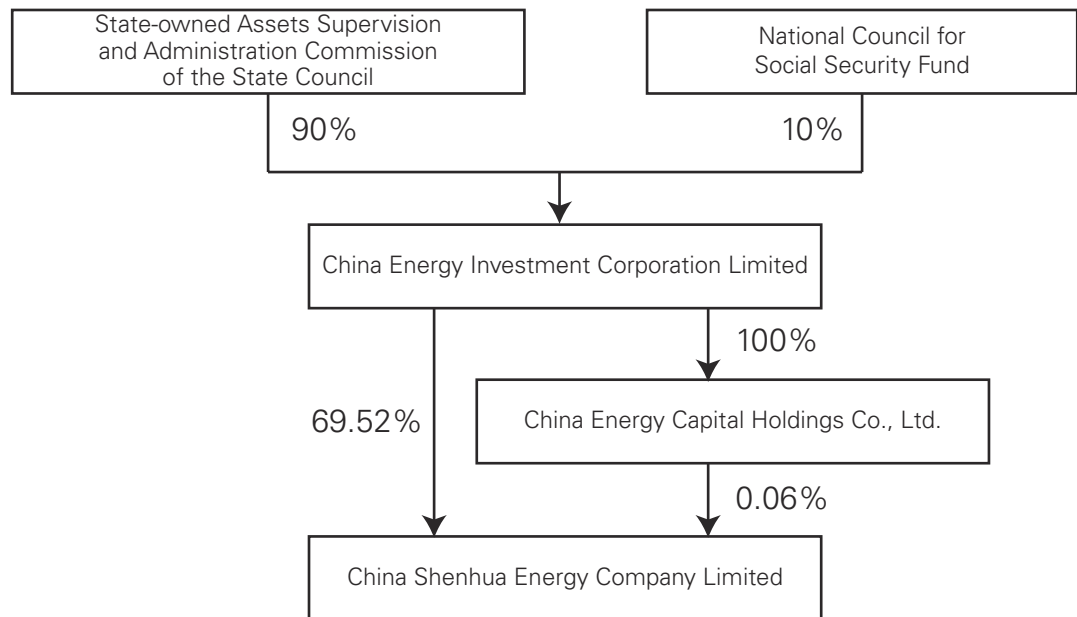 State-owned Assets Supervision
and Administration Commission
of the State Council
National Council for
Social Security Fund
90%
10%
China Energy Investment Corporation Limited
100%
69.52%
China Energy Capital Holdings Co., Ltd.
0.06%
China Shenhua Energy Company Limited